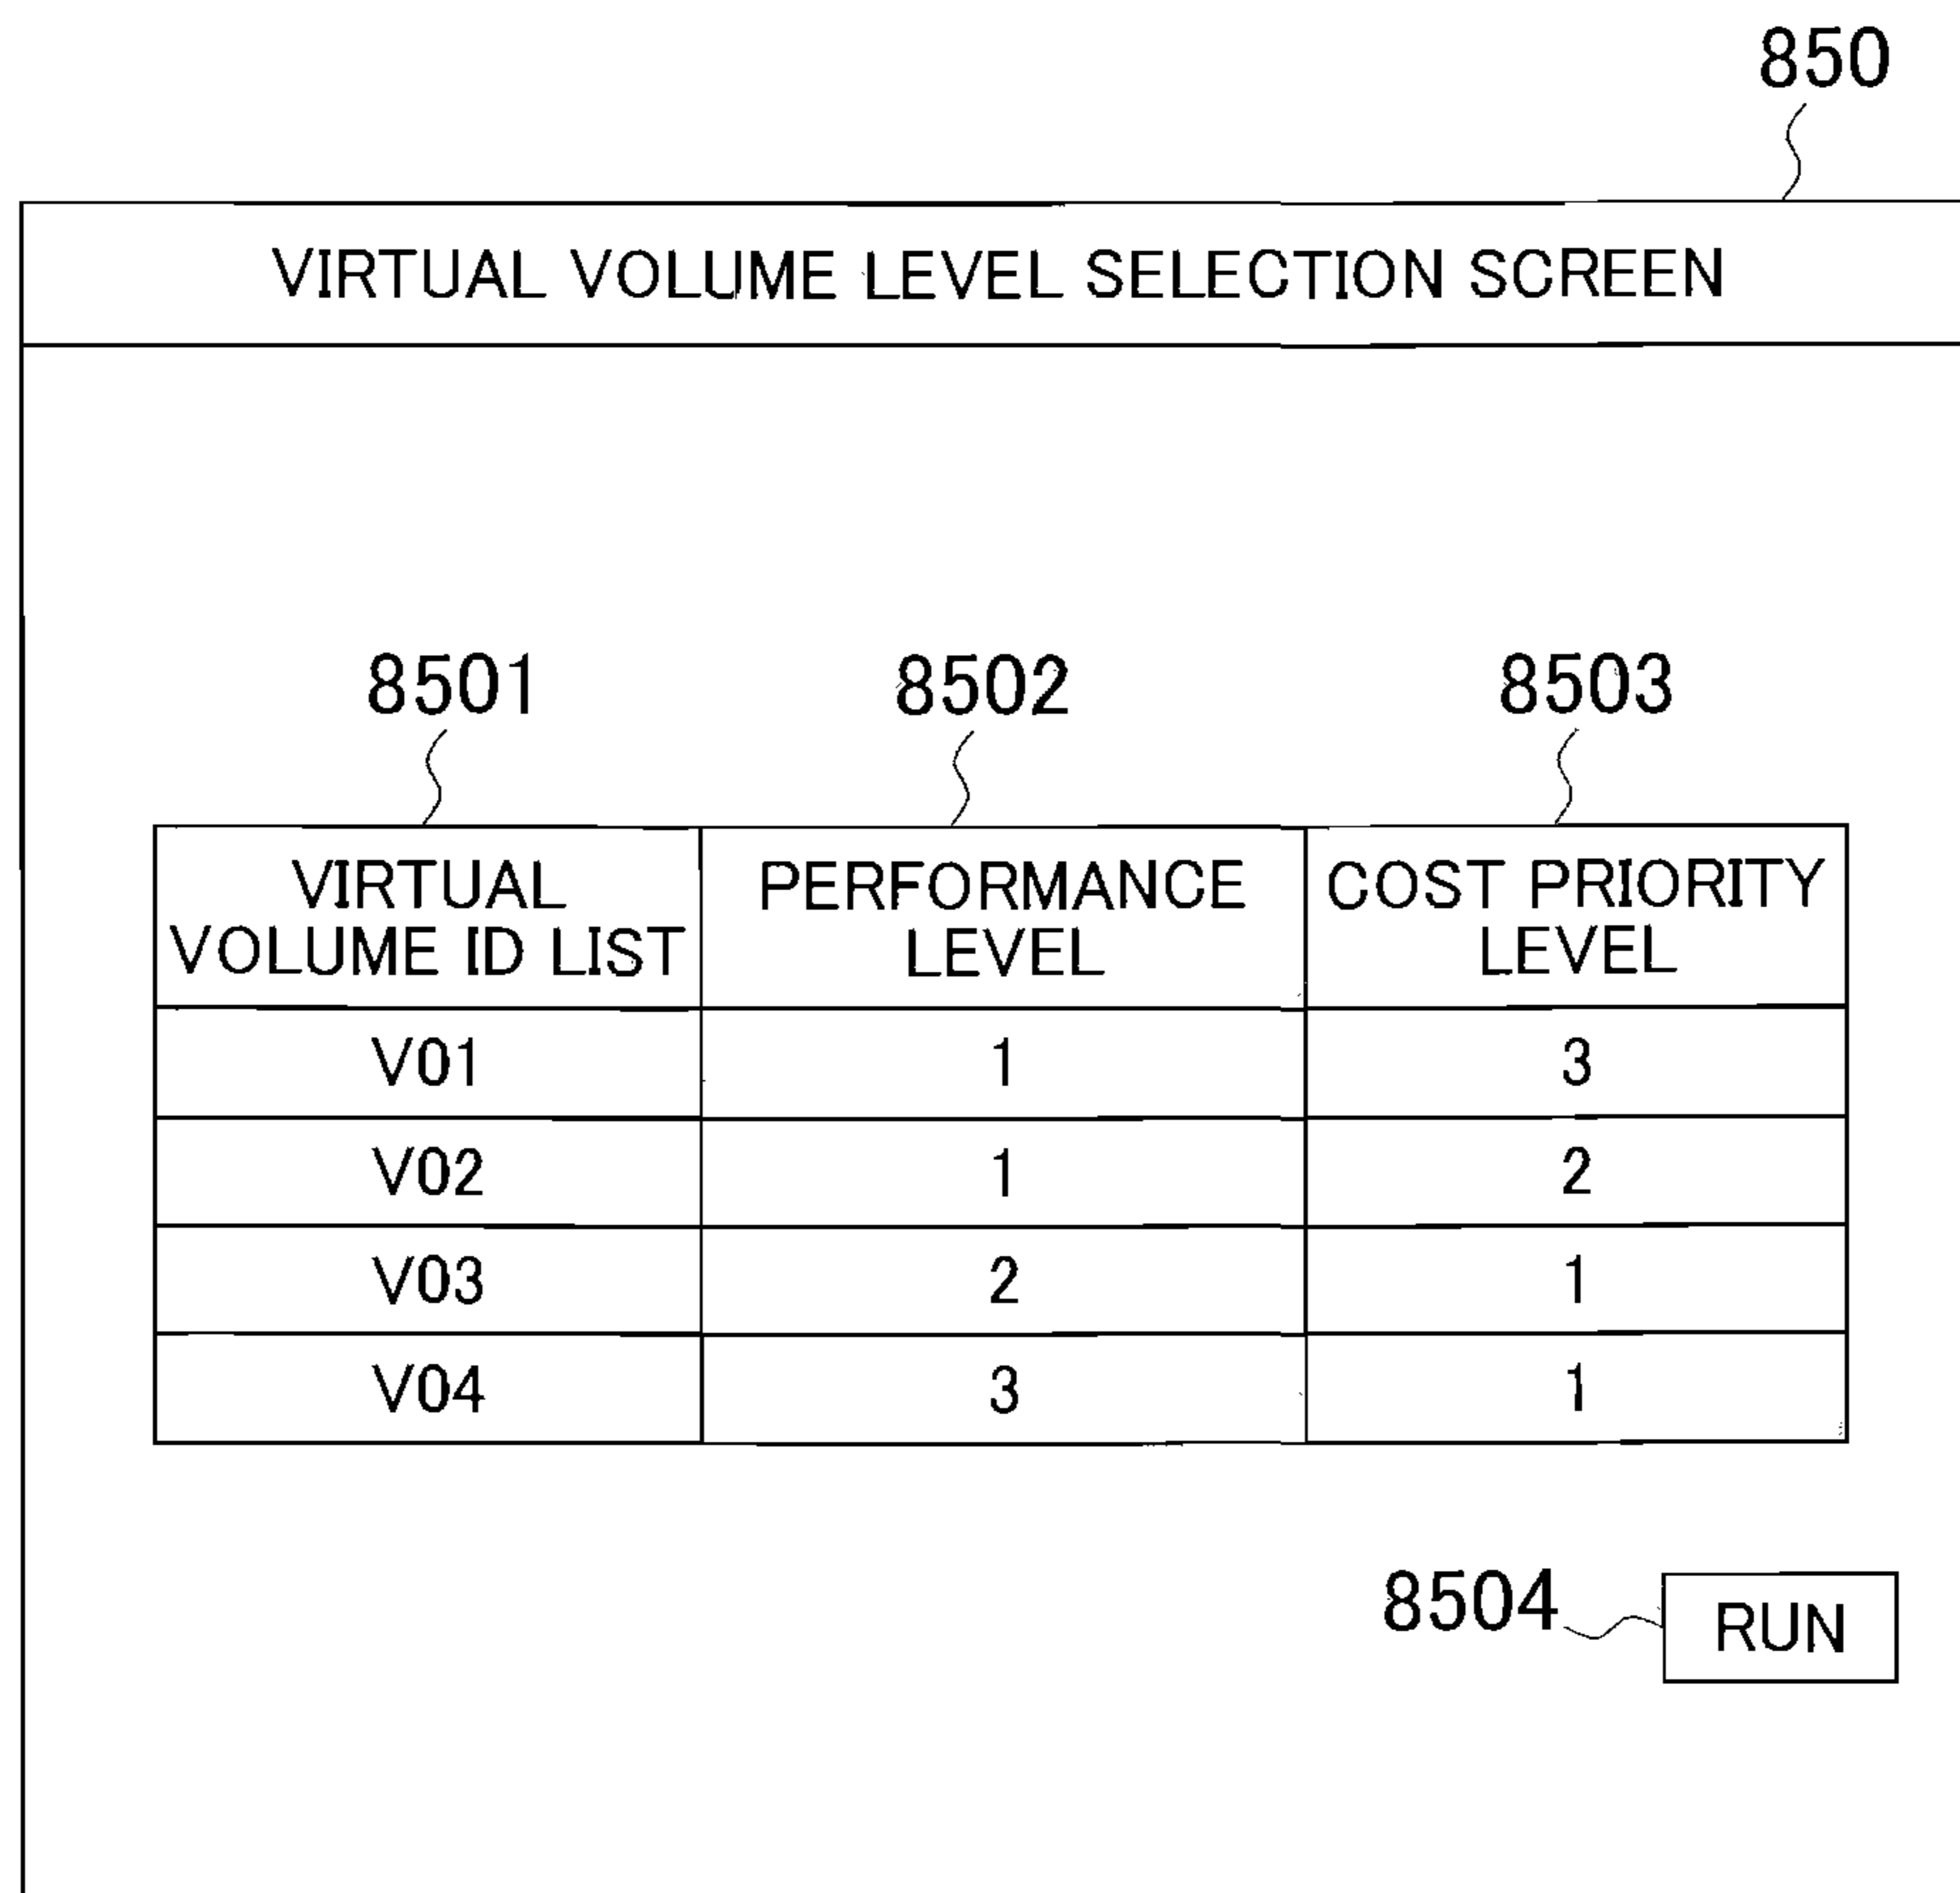 850
VIRTUAL VOLUME LEVEL SELECTION SCREEN
8501 8502 8503
VIRTUAL VOLUME ID LIST PERFORMANCE LEVEL COST PRIORITY LEVEL
V01 1 3
V02 1 2
V03 2 1
V04 3 1
8504 RUN